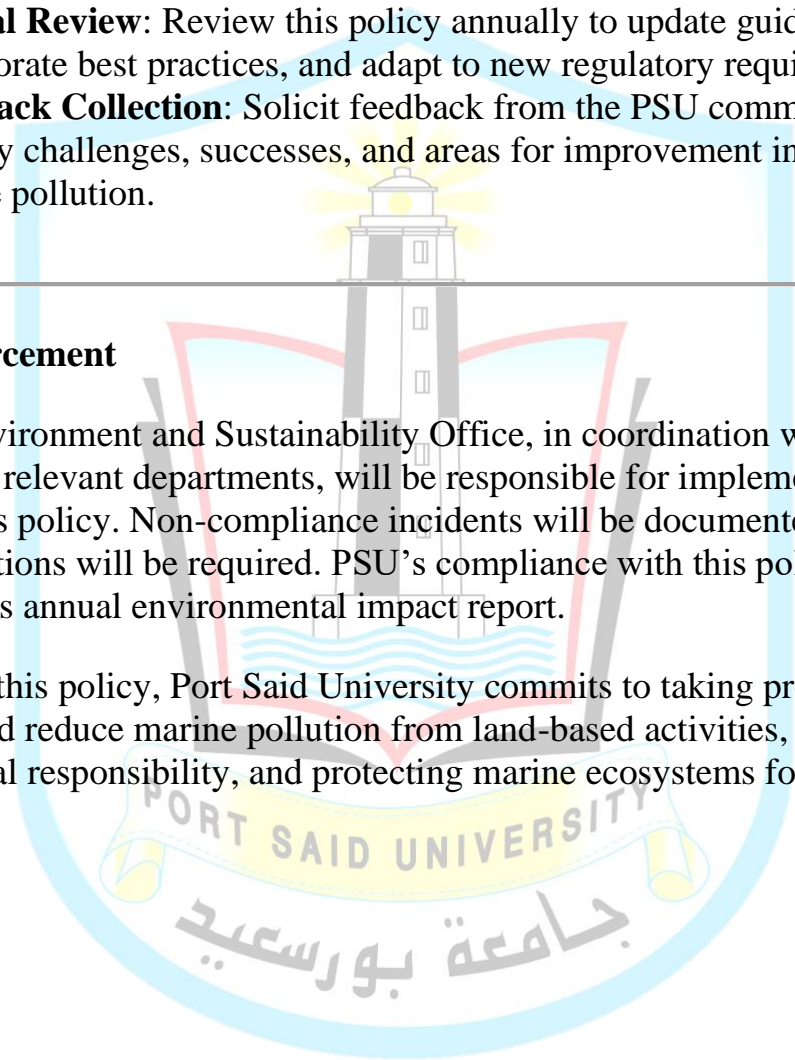 al Review: Review this policy annually to update guid
orate best practices, and adapt to new regulatory requi
ack Collection: Solicit feedback from the PSU comm
y challenges, successes, and areas for improvement in
e pollution.
rcement
vironment and Sustainability Office, in coordination w
relevant departments, will be responsible for impleme
s policy. Non-compliance incidents will be documente
tions will be required. PSU’s compliance with this pol
s annual environmental impact report.
this policy, Port Said University commits to taking pr
d reduce marine pollution from land-based activities,
al responsibility, and protecting marine ecosystems fo
PORT SAID UNIVERSITY
جامعة بورسعيد